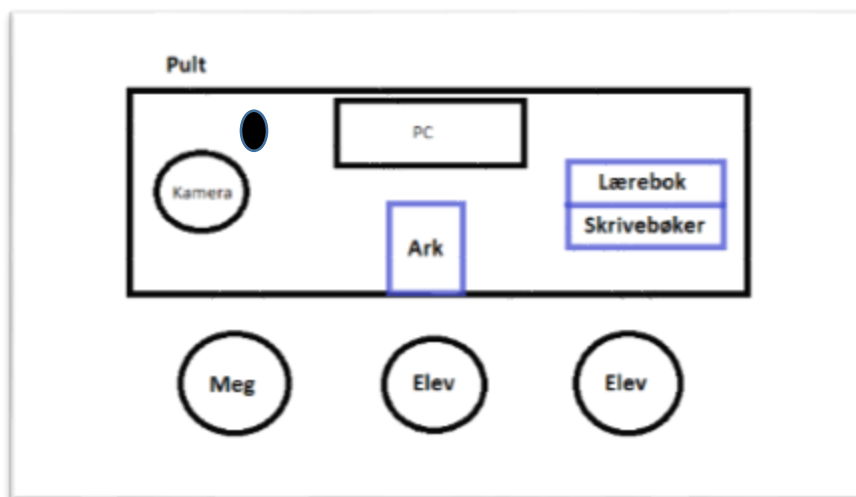 Pult
PC
Kamera
Lærebok
Skrivebøker
Ark
Meg
Elev
Elev